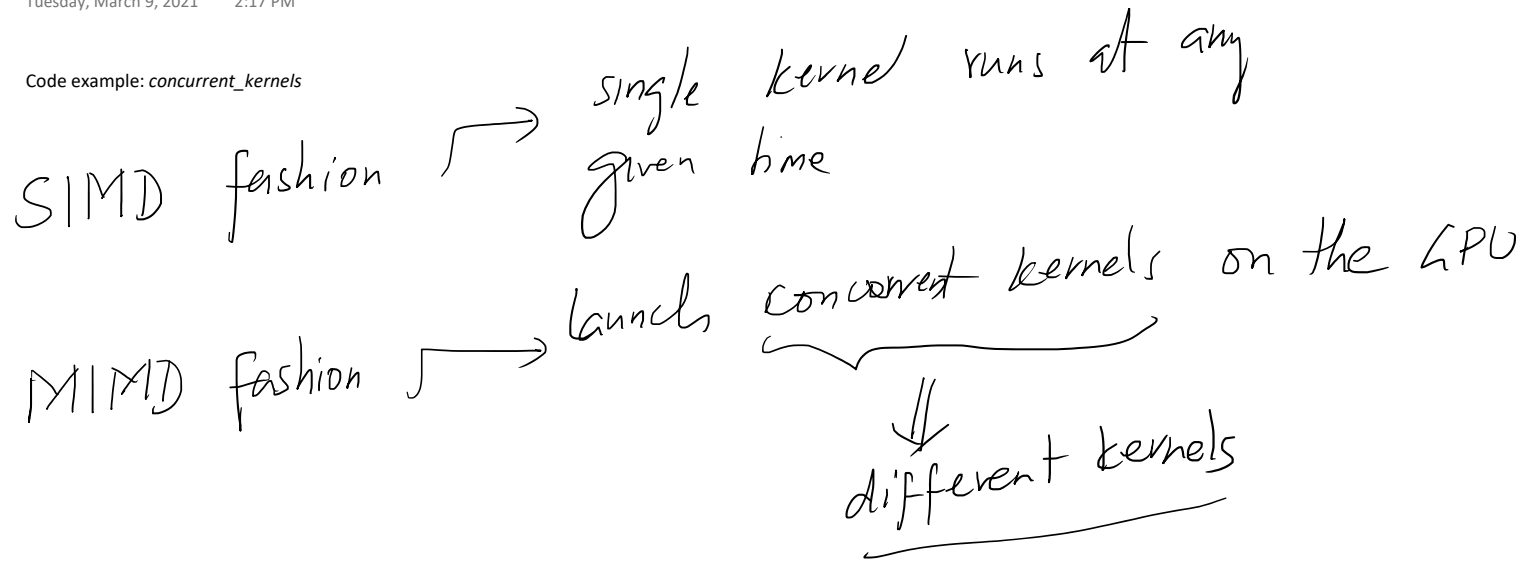 Tuesday, March 9, 2021 2:17 PM
Code example: concurrent_kernels
SIMD fashion → single kernel runs at any
given time
MIMD fashion → launch concurrent kernels on the GPU
⇓
different kernels